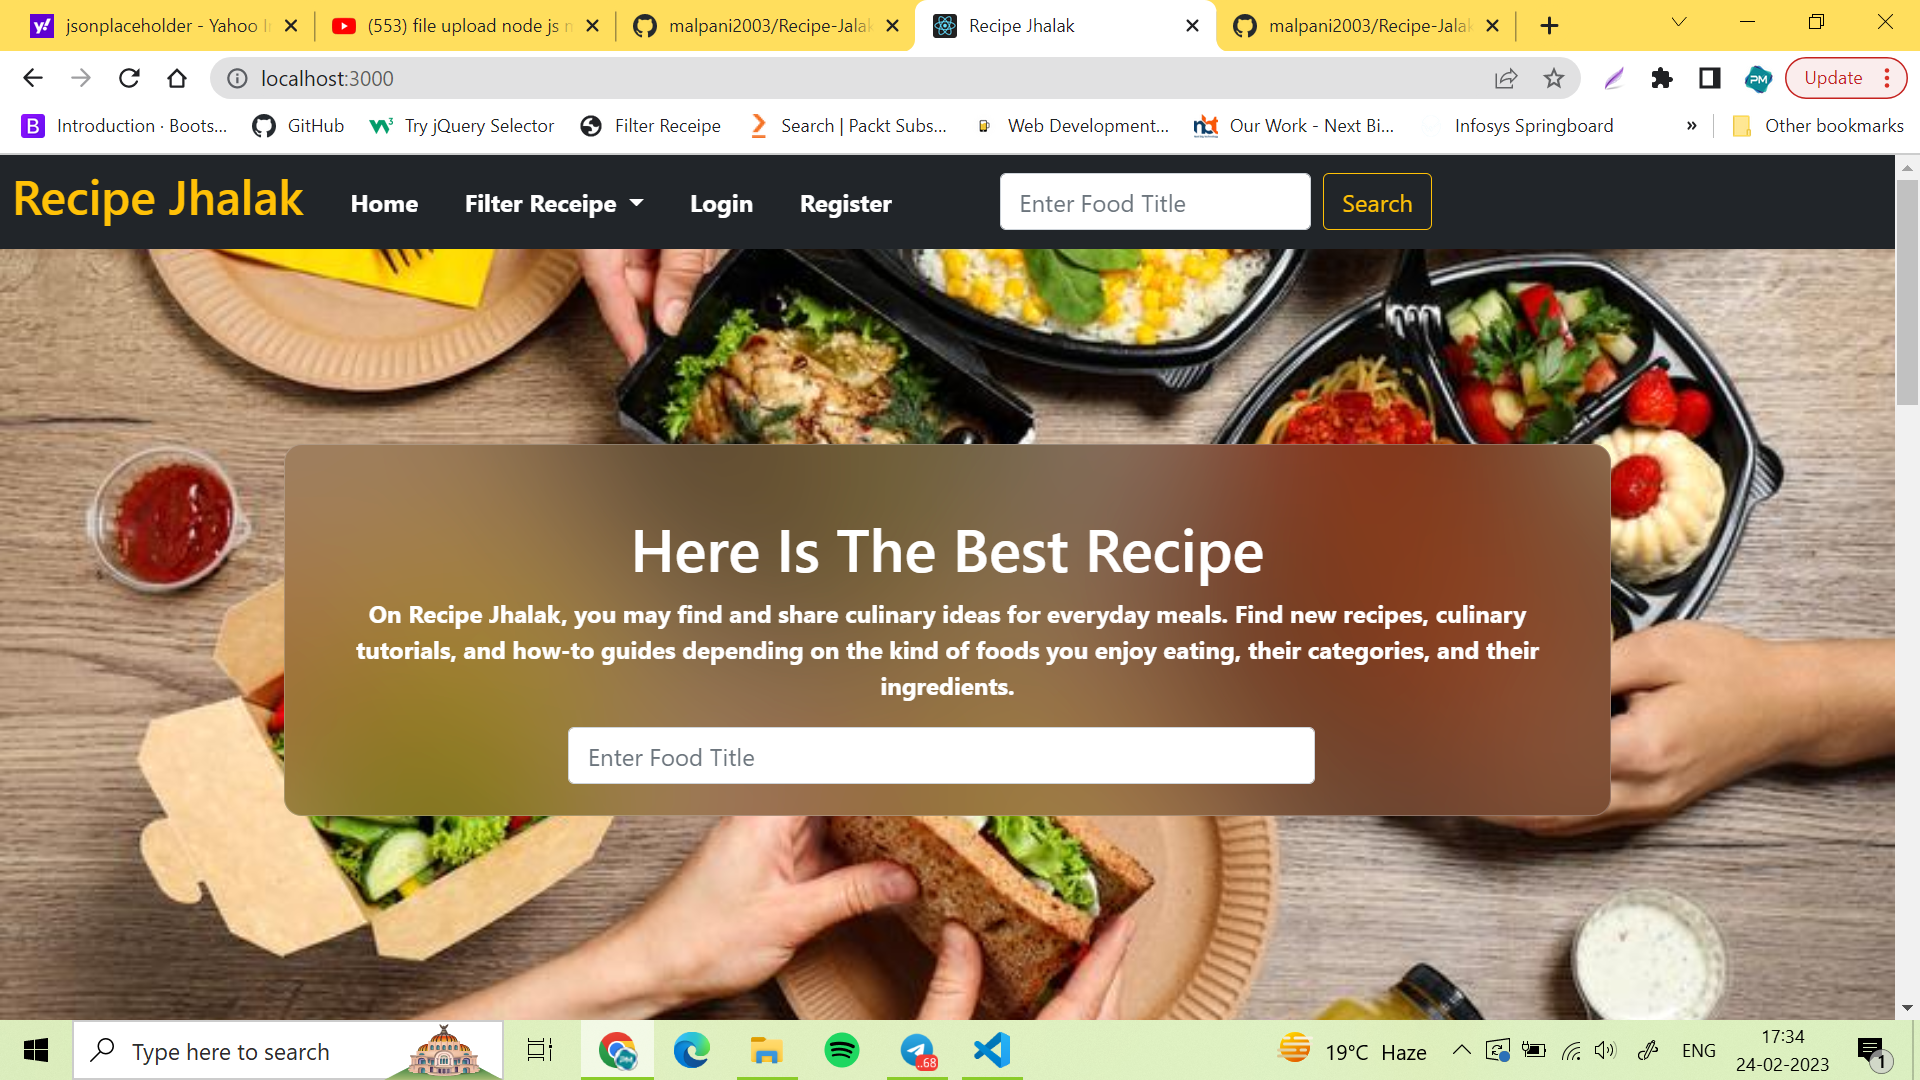 jsonplaceholder - Yahoo I
(553) file upload node js m
malpani2003/Recipe-Jalak
Recipe Jhalak
malpani2003/Recipe-Jalak
localhost:3000
PM
Update
B Introduction · Boots...
GitHub
Try jQuery Selector
Filter Receipe
Search | Packt Subs...
Web Development...
Our Work - Next Bi...
Infosys Springboard
»
Other bookmarks
Recipe Jhalak
Home
Filter Receipe
Login
Register
Enter Food Title
Search
Here Is The Best Recipe
On Recipe Jhalak, you may find and share culinary ideas for everyday meals. Find new recipes, culinary
tutorials, and how-to guides depending on the kind of foods you enjoy eating, their categories, and their
ingredients.
Enter Food Title
Type here to search
..68
19°C Haze
ENG
17:34
24-02-2023
1